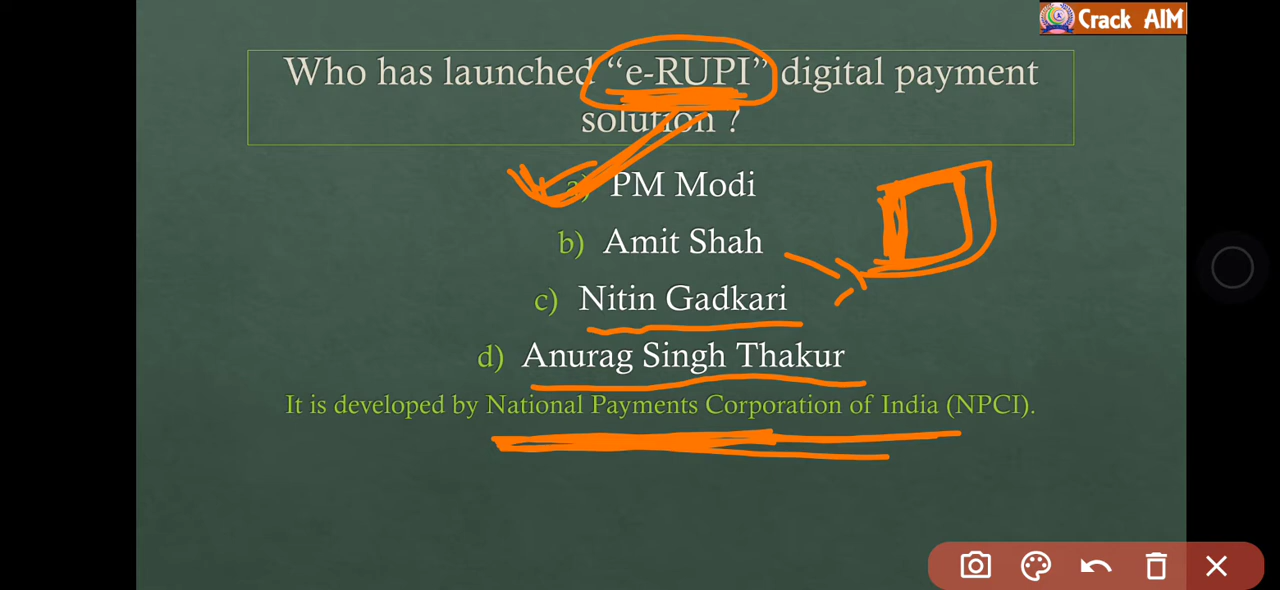 Crack AIM
Who has launched “e-RUPI” digital payment
solution ?
a) PM Modi
b) Amit Shah
c) Nitin Gadkari
d) Anurag Singh Thakur
It is developed by National Payments Corporation of India (NPCI).